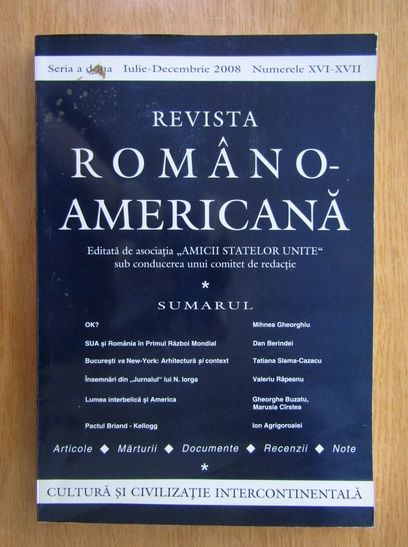 Seria a doua Iulie-Decembrie 2008 Numerele XVI-XVII
REVISTA
ROMÂNO-
AMERICANĂ
Editată de asociația „AMICII STATELOR UNITE“
sub conducerea unui comitet de redacție
*
SUMARUL
OK? Mihnea Gheorghiu
SUA și România în Primul Război Mondial Dan Berindei
București vs New-York: Arhitectură și context Tatiana Slama-Cazacu
Însemnări din „Jurnalul“ lui N. Iorga Valeriu Râpeanu
Lumea interbelică și America Gheorghe Buzatu,
Marusia Cîrstea
Pactul Briand - Kellogg Ion Agrigoroaiei
Articole ◆ Mărturii ◆ Documente ◆ Recenzii ◆ Note
*
CULTURĂ ȘI CIVILIZAȚIE INTERCONTINENTALĂ